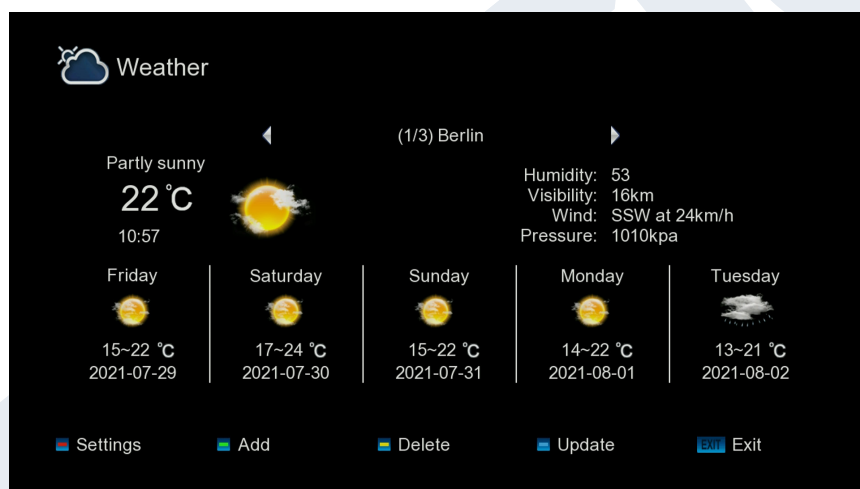 Weather
(1/3) Berlin
Partly sunny
22 °C
10:57
Humidity: 53
Visibility: 16km
Wind: SSW at 24km/h
Pressure: 1010kpa
Friday Saturday Sunday Monday Tuesday
15~22 °C 17~24 °C 15~22 °C 14~22 °C 13~21 °C
2021-07-29 2021-07-30 2021-07-31 2021-08-01 2021-08-02
Settings Add Delete Update EXIT Exit